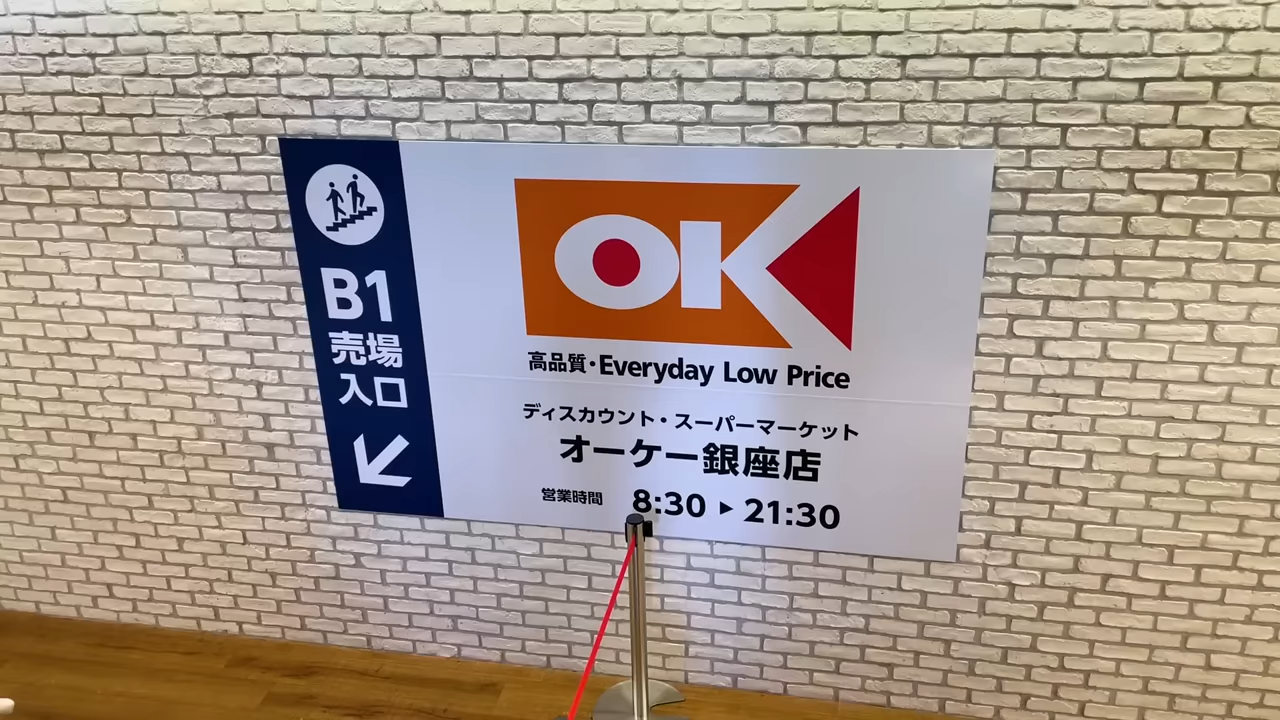 B1
売場
入口
OK
高品質・Everyday Low Price
ディスカウント・スーパーマーケット
オーケー銀座店
営業時間 8:30 ▶ 21:30